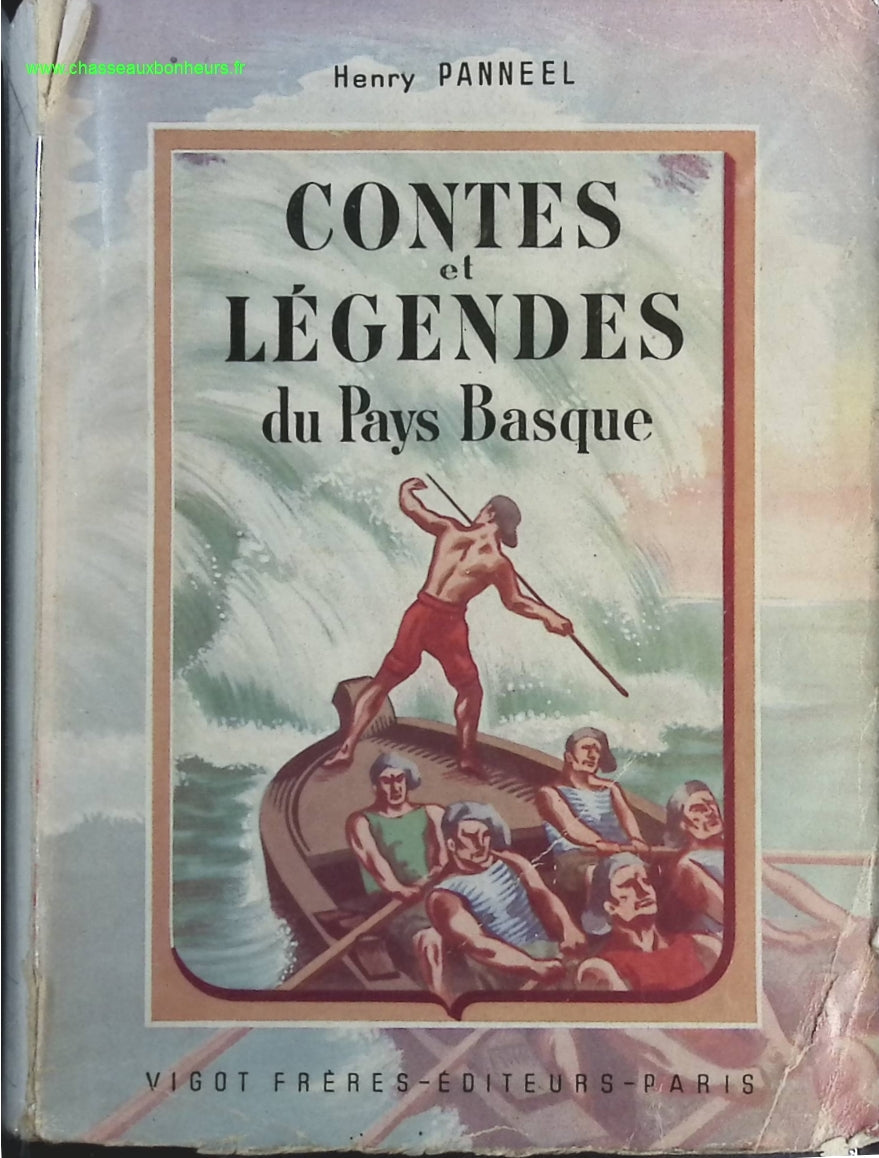 www.chasseauxbonheurs.fr
Henry PANNEEL
CONTES
et
LÉGENDES
du Pays Basque
VIGOT FRÈRES-ÉDITEURS-PARIS